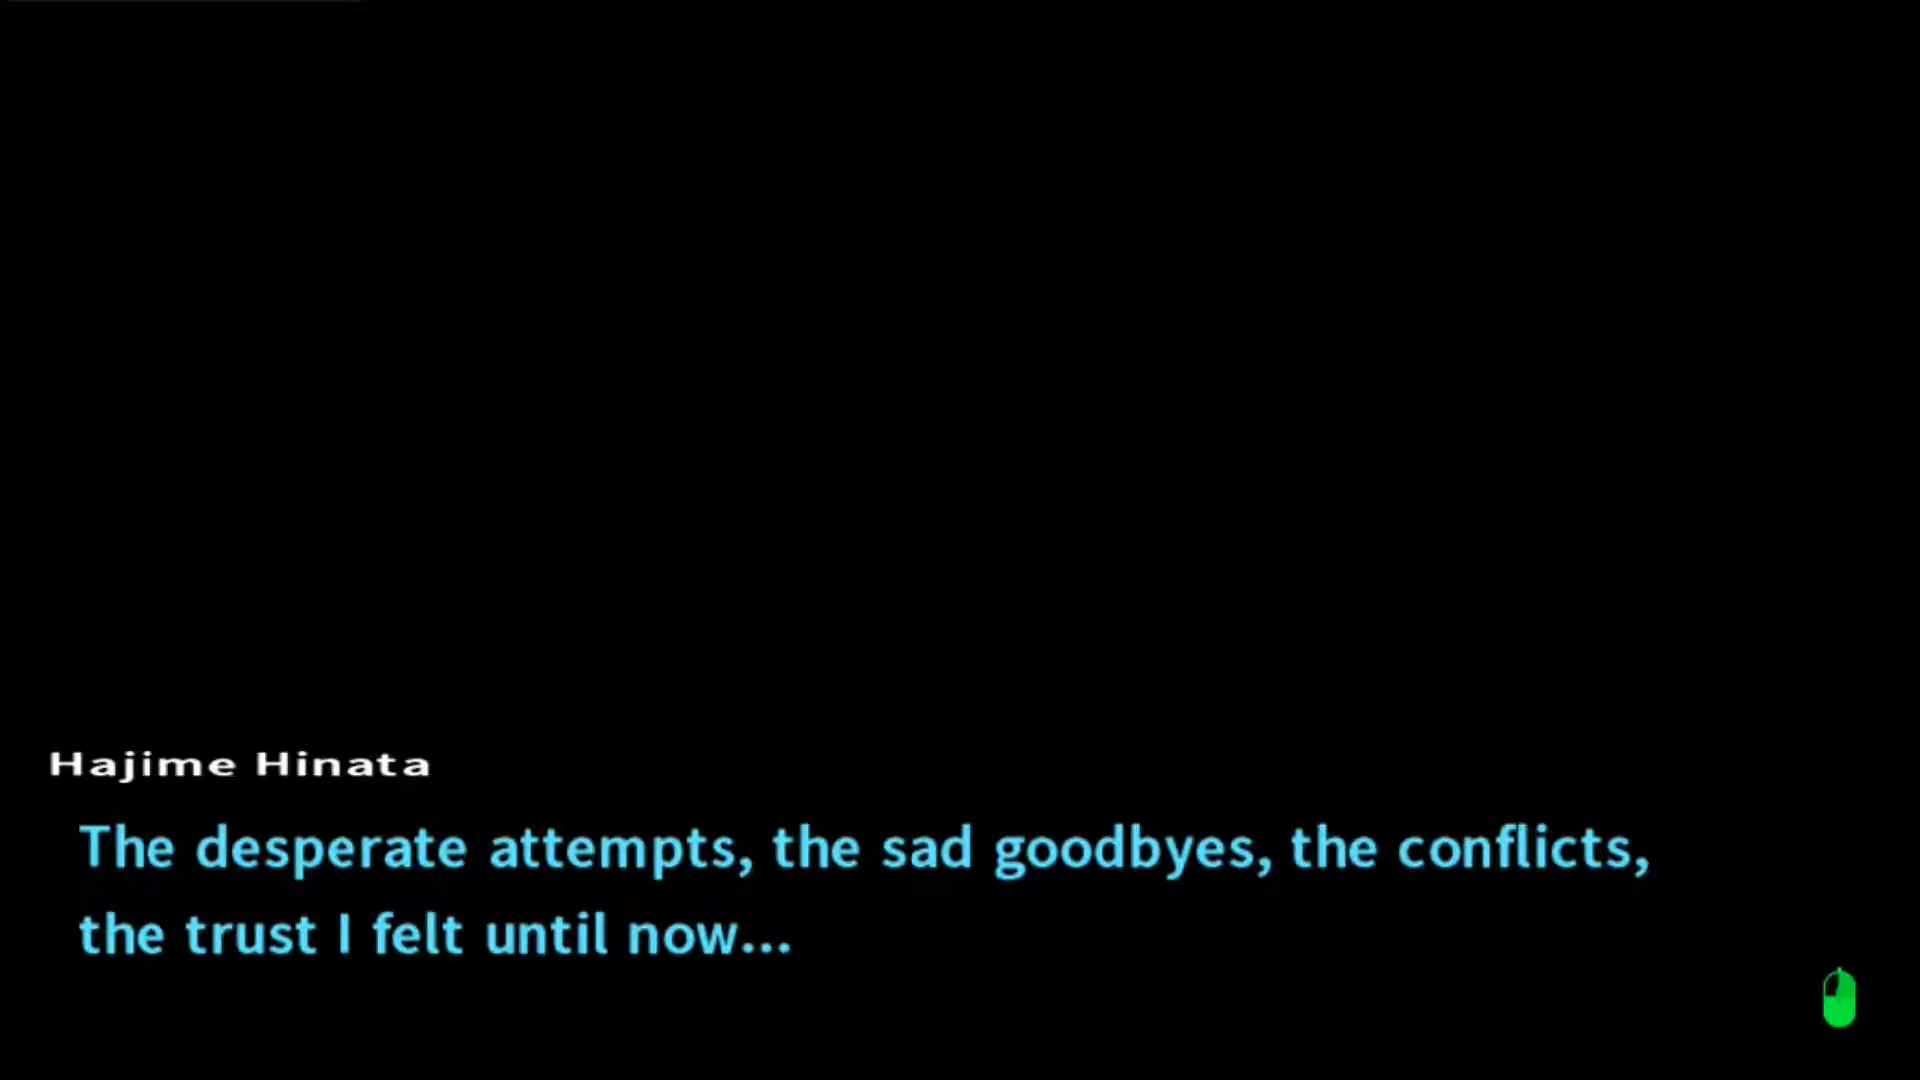 Hajime Hinata
The desperate attempts, the sad goodbyes, the conflicts,
the trust I felt until now...